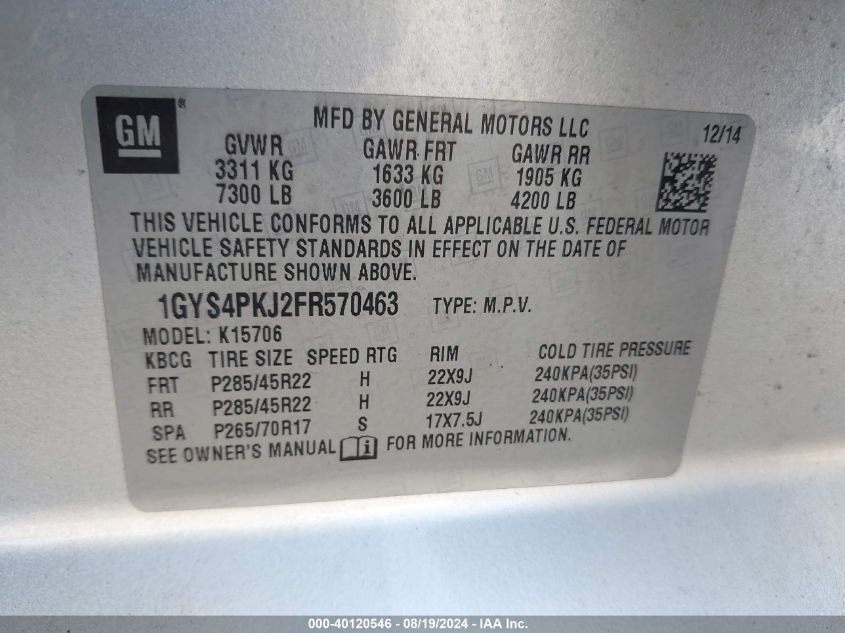 GM®
MFD BY GENERAL MOTORS LLC
12/14
GVWR GAWR FRT GAWR RR
3311 KG 1633 KG 1905 KG
7300 LB 3600 LB 4200 LB
THIS VEHICLE CONFORMS TO ALL APPLICABLE U.S. FEDERAL MOTOR
VEHICLE SAFETY STANDARDS IN EFFECT ON THE DATE OF
MANUFACTURE SHOWN ABOVE.
1GYS4PKJ2FR570463 TYPE: M.P.V.
MODEL: K15706
KBCG TIRE SIZE SPEED RTG RIM COLD TIRE PRESSURE
FRT P285/45R22 H 22X9J 240KPA(35PSI)
RR P285/45R22 H 22X9J 240KPA(35PSI)
SPA P265/70R17 S 17X7.5J 240KPA(35PSI)
SEE OWNER'S MANUAL i FOR MORE INFORMATION.
000-40120546 - 08/19/2024 - IAA Inc.